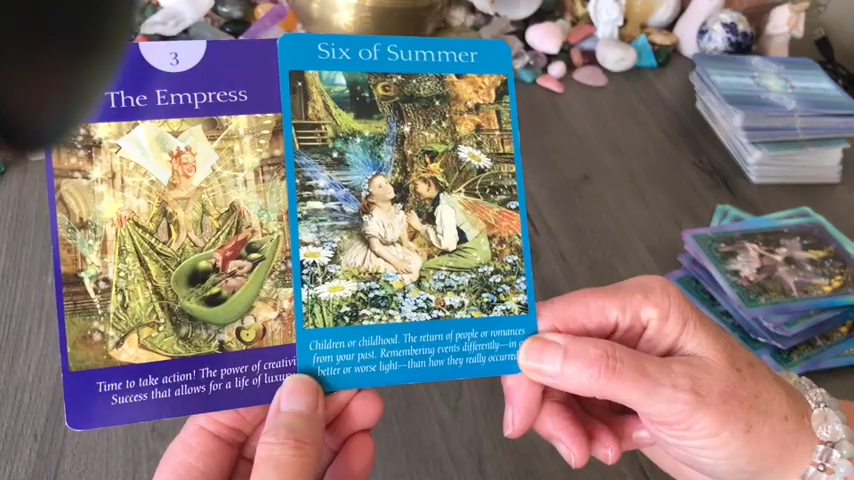 3
The Empress
Time to take action! The power of
Success that allows for a life of
Six of Summer
Children or childhood. The return of people or romances
from your past. Remembering events differently—in
better or worse light—than how they really occurred